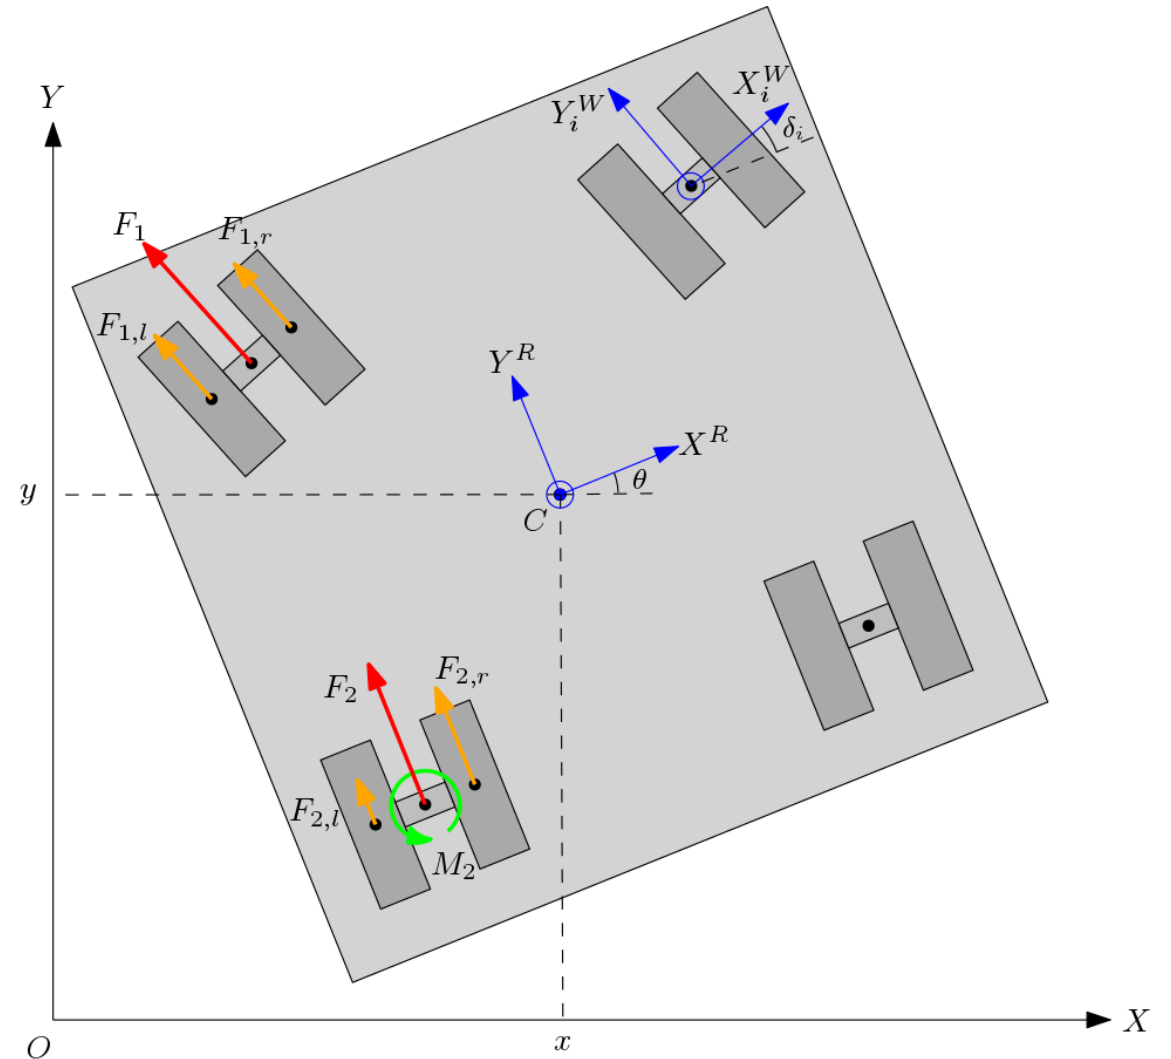 Y
X_i^W
Y_i^W
δ_i
F_1
F_{1,r}
F_{1,l}
Y^R
X^R
θ
y
C
F_{2,r}
F_2
F_{2,l}
M_2
X
O
x